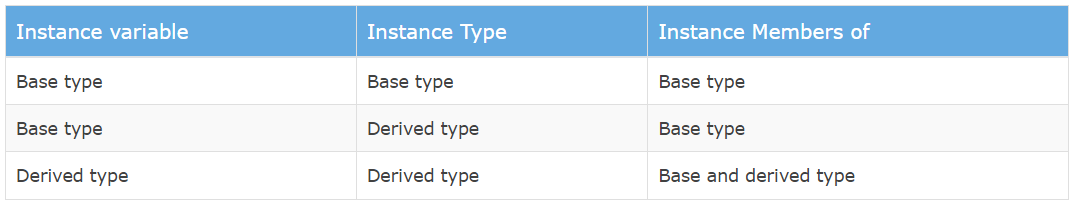 Instance variable Instance Type Instance Members of
Base type Base type Base type
Base type Derived type Base type
Derived type Derived type Base and derived type